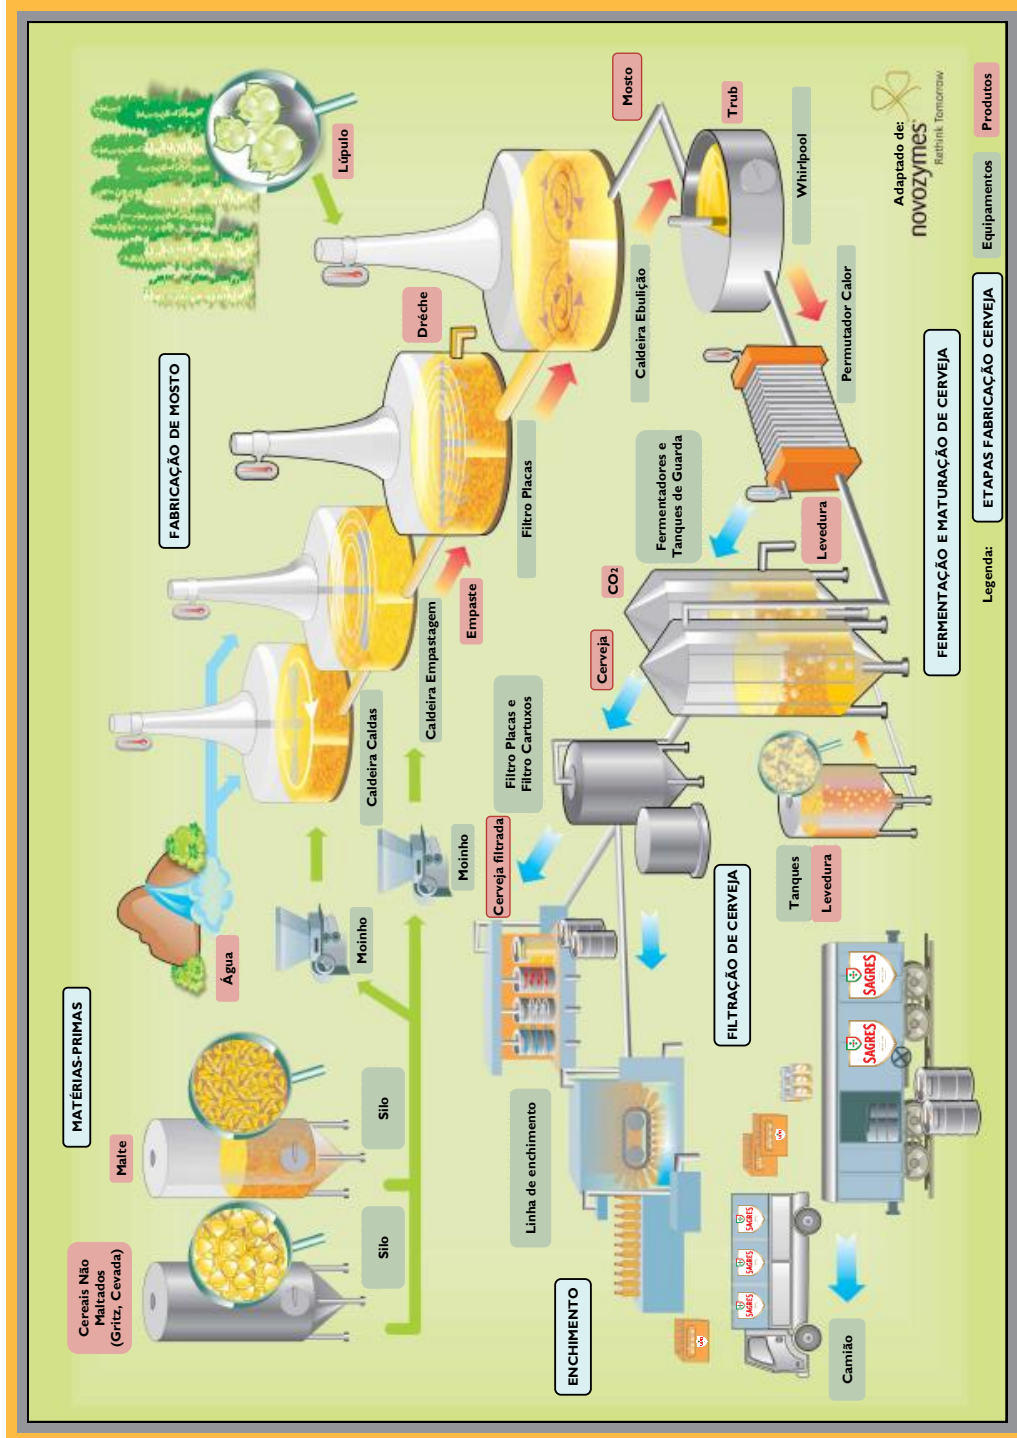 MATÉRIAS-PRIMAS
Cereais Não
Maltados
(Gritz, Cevada)
Malte
Silo
Silo
Água
Moinho
Moinho
FABRICAÇÃO DE MOSTO
Caldeira Caldas
Caldeira Empastagem
Empaste
Filtro Placas
Dréche
Lúpulo
Caldeira Ebulição
Mosto
Trub
Whirlpool
Permutador Calor
FERMENTAÇÃO E MATURAÇÃO DE CERVEJA
Fermentadores e
Tanques de Guarda
Levedura
CO2
Cerveja
Tanques
Levedura
FILTRAÇÃO DE CERVEJA
Filtro Placas e
Filtro Cartuxos
Cerveja filtrada
ENCHIMENTO
Linha de enchimento
SAGRES
SAGRES
SAGRES
SAGRES
SAGRES
Camião
Adaptado de:
novozymes
Rethink Tomorrow
Legenda:
ETAPAS FABRICAÇÃO CERVEJA
Equipamentos
Produtos